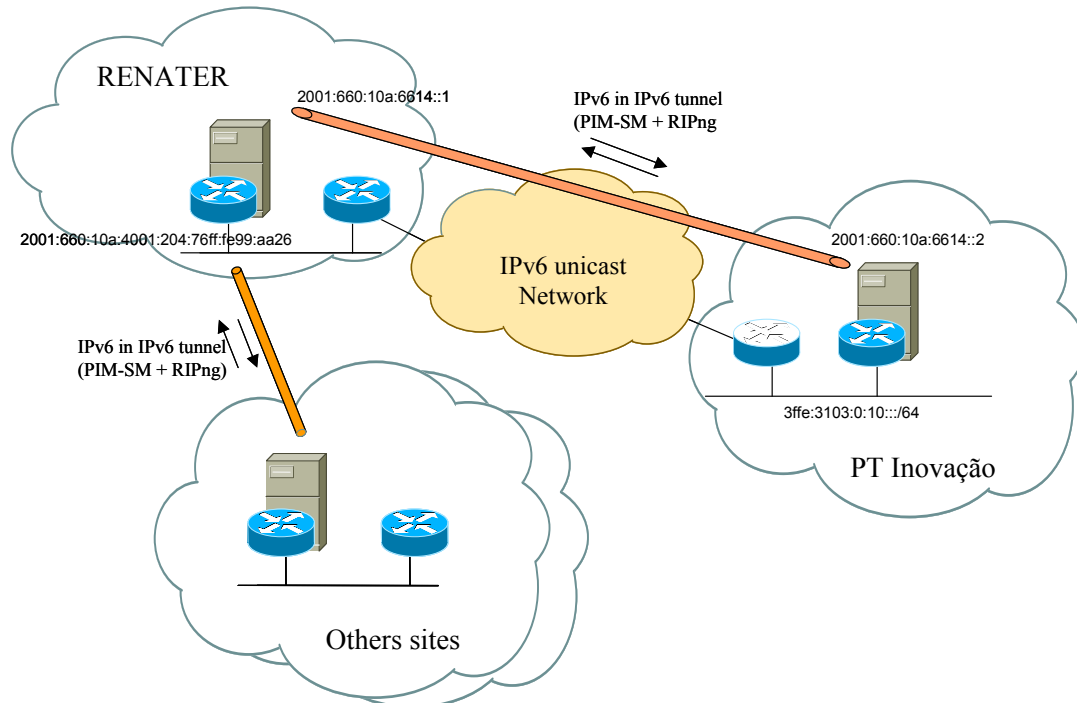 RENATER
2001:660:10a:6614::1
IPv6 in IPv6 tunnel
(PIM-SM + RIPng
2001:660:10a:4001:204:76ff:fe99:aa26
IPv6 unicast
Network
2001:660:10a:6614::2
IPv6 in IPv6 tunnel
(PIM-SM + RIPng)
3ffe:3103:0:10:::/64
PT Inovação
Others sites